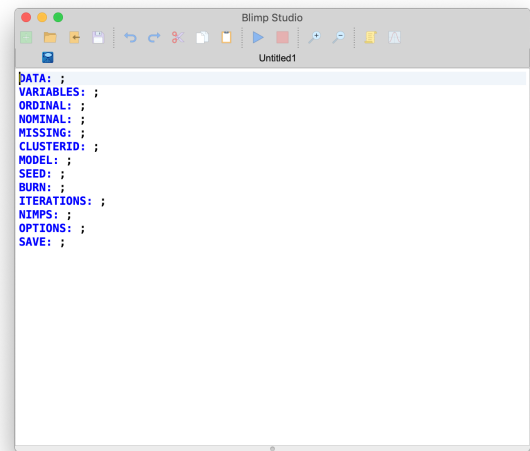 Blimp Studio
Untitled1
DATA: ;
VARIABLES: ;
ORDINAL: ;
NOMINAL: ;
MISSING: ;
CLUSTERID: ;
MODEL: ;
SEED: ;
BURN: ;
ITERATIONS: ;
NIMPS: ;
OPTIONS: ;
SAVE: ;